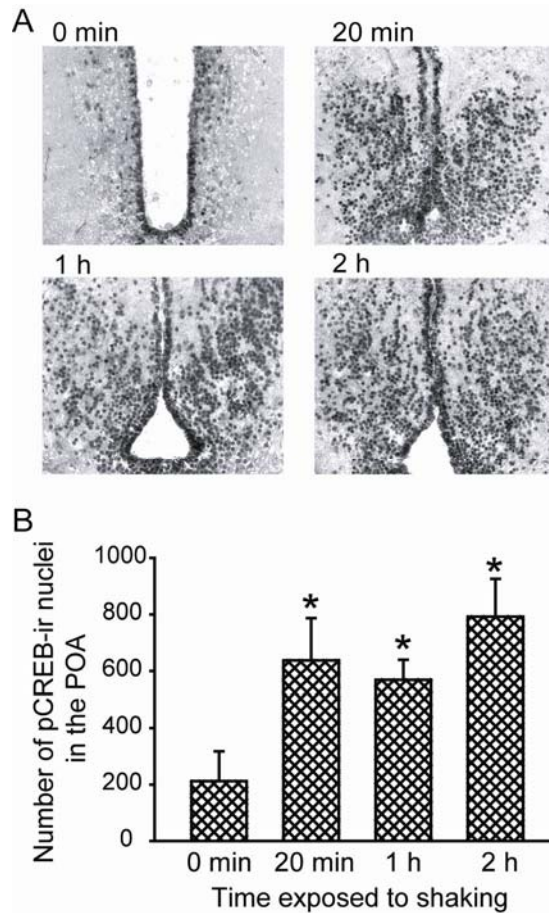 A
0 min
20 min
1 h
2 h
B
Number of pCREB-ir nuclei
in the POA
1000
800
600
400
200
0
*
*
*
0 min
20 min
1 h
2 h
Time exposed to shaking